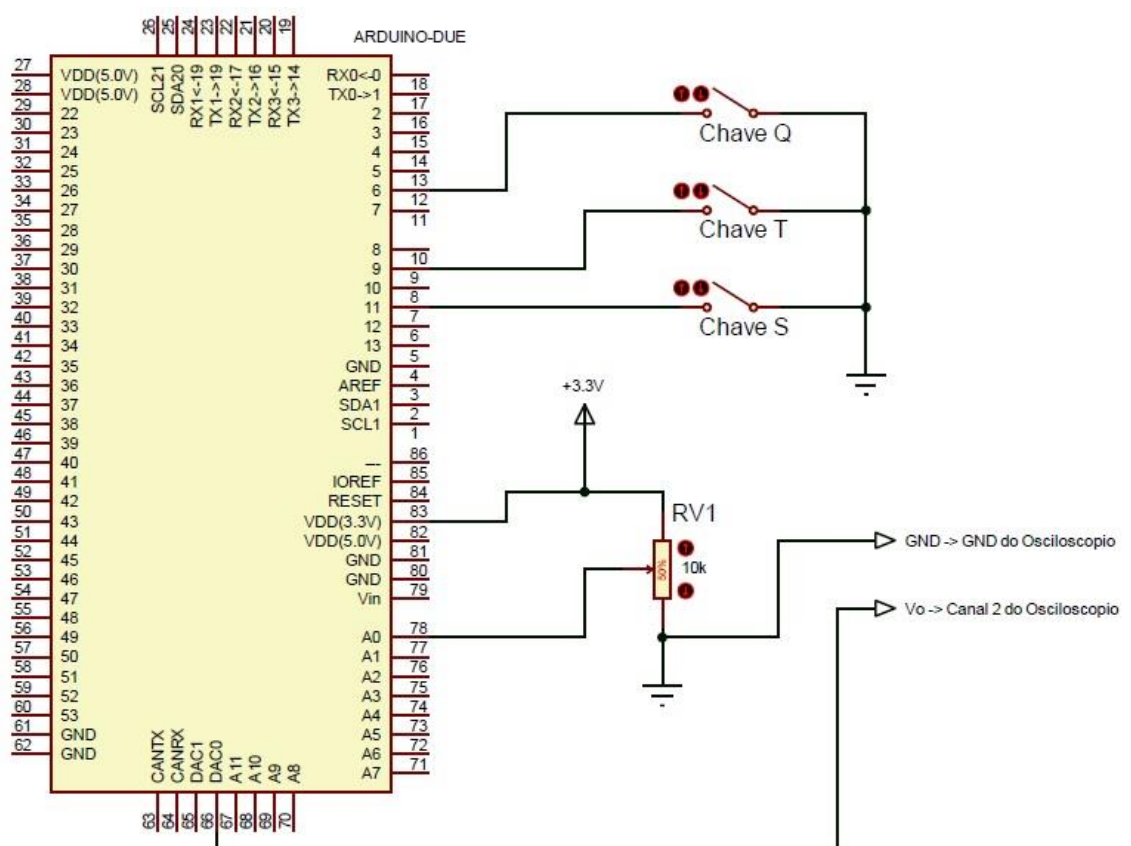 26 25 24 23 22 21 20 19
ARDUINO-DUE
SCL21
SDA20
RX1<-19
TX1->19
RX2<-17
TX2->16
RX3<-15
TX3->14
27 VDD(5.0V)
28 VDD(5.0V)
29 22
30 23
31 24
32 25
33 26
34 27
35 28
36 29
37 30
38 31
39 32
40 33
41 34
42 35
43 36
44 37
45 38
46 39
47 40
48 41
49 42
50 43
51 44
52 45
53 46
54 47
55 48
56 49
57 50
58 51
59 52
60 53
61 GND
62 GND
RX0<-0
TX0->1 18
2 17
3 16
4 15
5 14
6 13
7 12
11
8
9 10
10 9
11 8
12 7
13 6
GND 5
AREF 4
SDA1 3
SCL1 2
1
-- 86
IOREF 85
RESET 84
VDD(3.3V) 83
VDD(5.0V) 82
GND 81
GND 80
Vin 79
A0 78
A1 77
A2 76
A3 75
A4 74
A5 73
A6 72
A7 71
CANTX
CANRX
DAC1
DAC0
A11
A10
A9
A8
63 64 65 66 67 68 69 70
Chave Q
Chave T
Chave S
+3.3V
RV1
50%
10k
GND -> GND do Osciloscopio
Vo -> Canal 2 do Osciloscopio